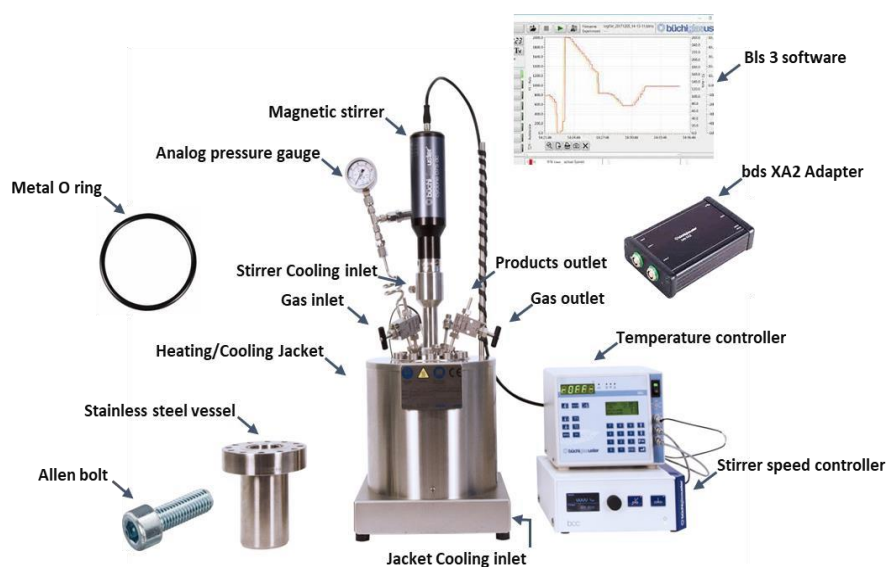 büchiglasus
Bls 3 software
Magnetic stirrer
Analog pressure gauge
bds XA2 Adapter
Metal O ring
Products outlet
Stirrer Cooling inlet
Gas inlet
Gas outlet
Temperature controller
Heating/Cooling Jacket
Stainless steel vessel
Stirrer speed controller
Allen bolt
büchiglasuster
bcc
Jacket Cooling inlet